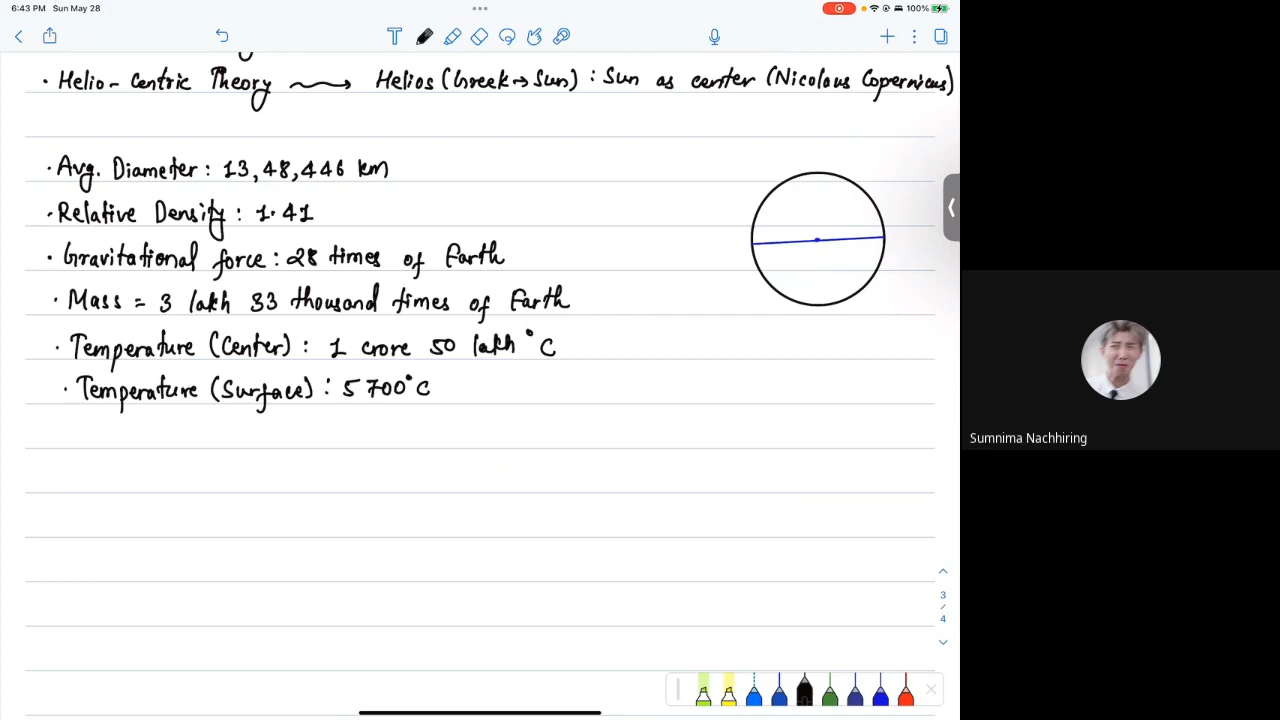 6:43 PM Sun May 28
100%
· Helio-Centric Theory → Helios (Greek→Sun) : Sun as center (Nicolaus Copernicus)
· Avg. Diameter : 13,48,446 km
· Relative Density : 1.41
· Gravitational force : 28 times of Earth
· Mass = 3 lakh 33 thousand times of Earth
· Temperature (Center) : 1 crore 50 lakh °C
· Temperature (Surface) : 5700°C
Sumnima Nachhiring
3
/
4